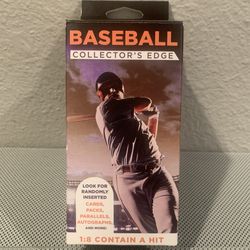 BASEBALL
COLLECTOR'S EDGE
LOOK FOR
RANDOMLY
INSERTED
CARDS,
PACKS,
PARALLELS,
AUTOGRAPHS,
AND MORE!
1:8 CONTAIN A HIT